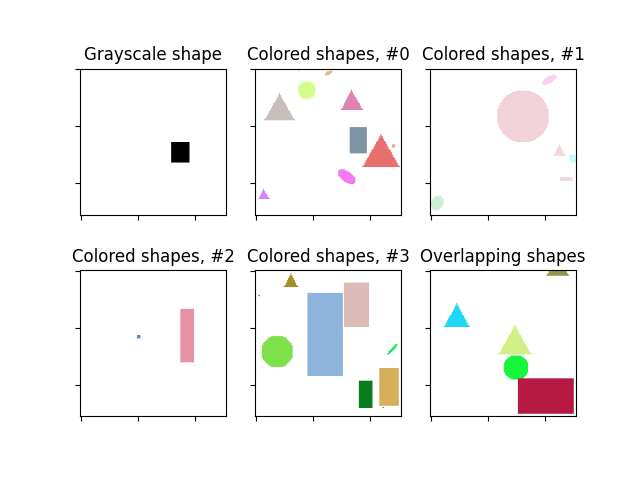 Grayscale shape
Colored shapes, #0
Colored shapes, #1
Colored shapes, #2
Colored shapes, #3
Overlapping shapes